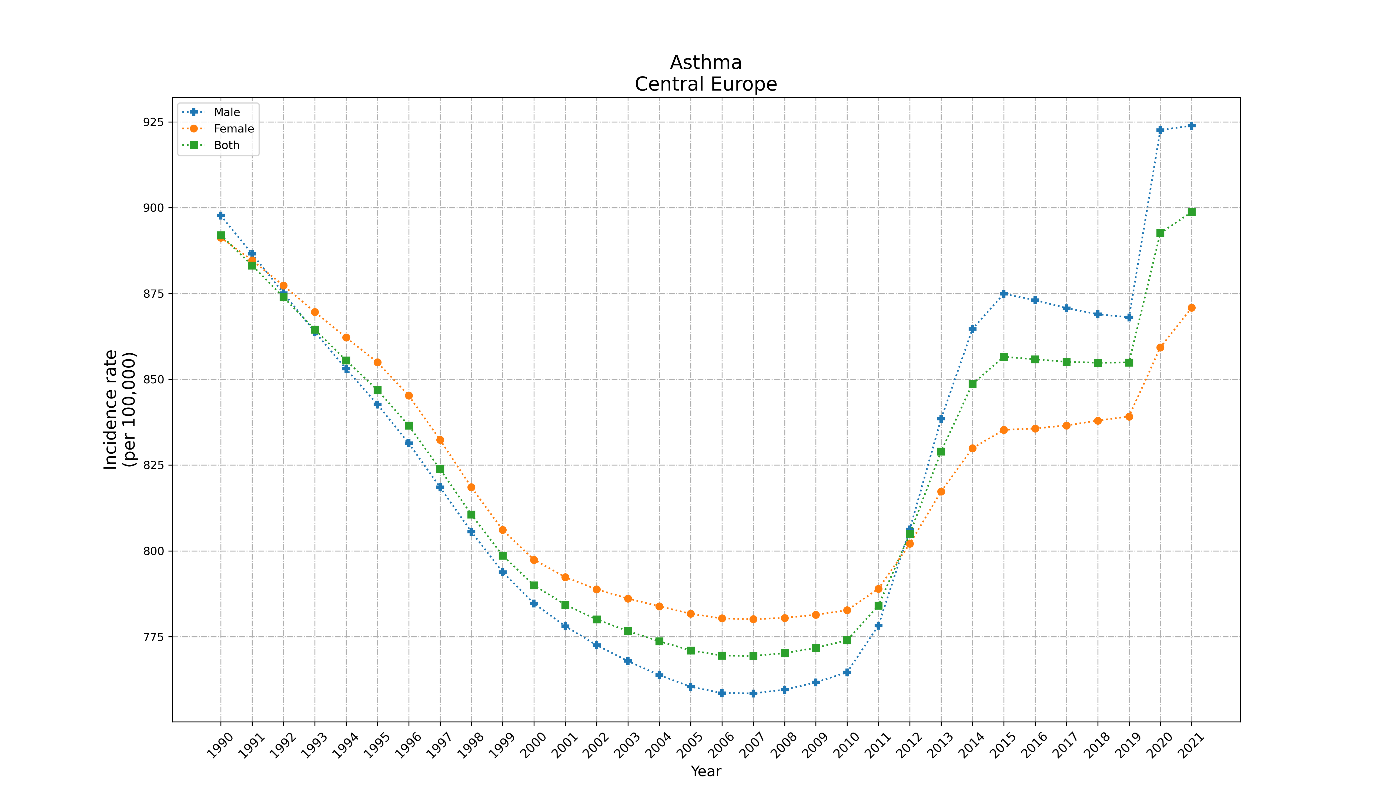 Asthma
Central Europe
Male
Female
Both
925
900
875
850
825
800
775
Incidence rate
(per 100,000)
1990 1991 1992 1993 1994 1995 1996 1997 1998 1999 2000 2001 2002 2003 2004 2005 2006 2007 2008 2009 2010 2011 2012 2013 2014 2015 2016 2017 2018 2019 2020 2021
Year